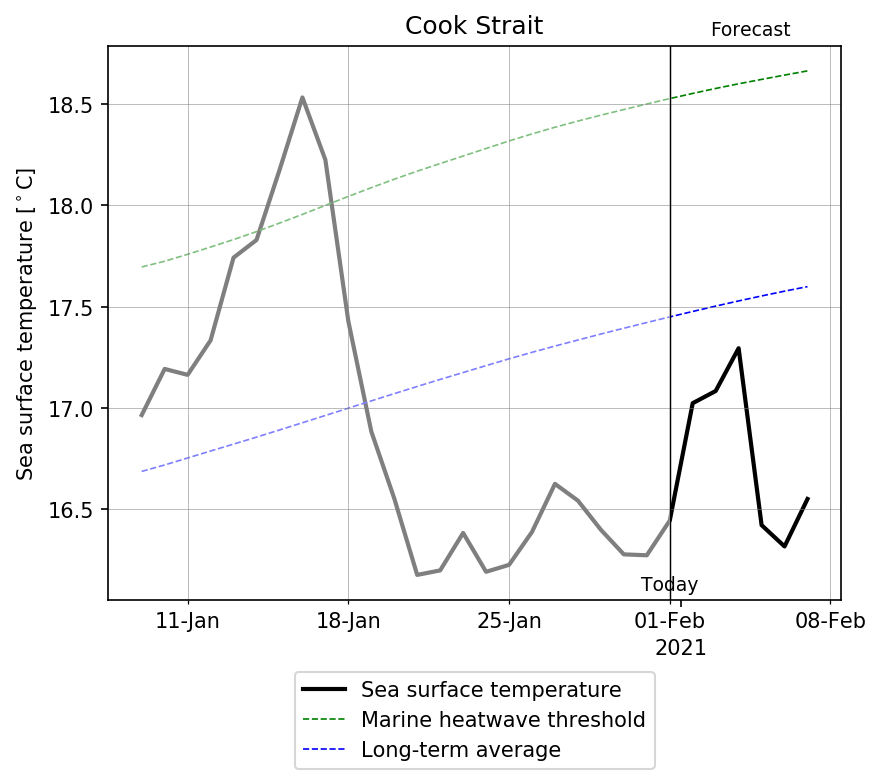 Cook Strait
Forecast
Sea surface temperature [°C]
18.5
18.0
17.5
17.0
16.5
Today
11-Jan 18-Jan 25-Jan 01-Feb 08-Feb
2021
Sea surface temperature
Marine heatwave threshold
Long-term average